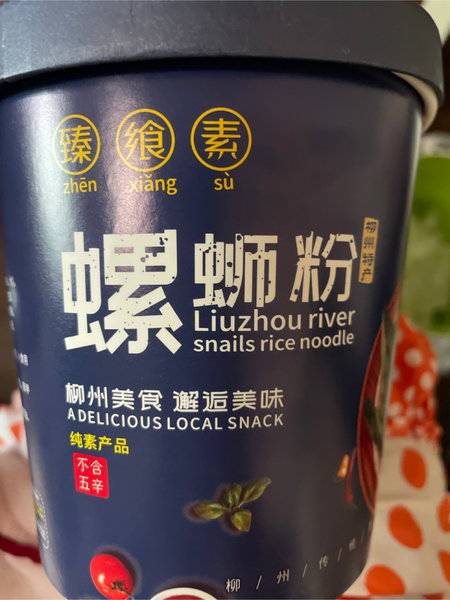 臻飨素
zhēn xiǎng sù
螺蛳粉
柳州特产
Liuzhou river
snails rice noodle
柳州美食 邂逅美味
A DELICIOUS LOCAL SNACK
纯素产品
不含
五辛
柳/州/传/统/